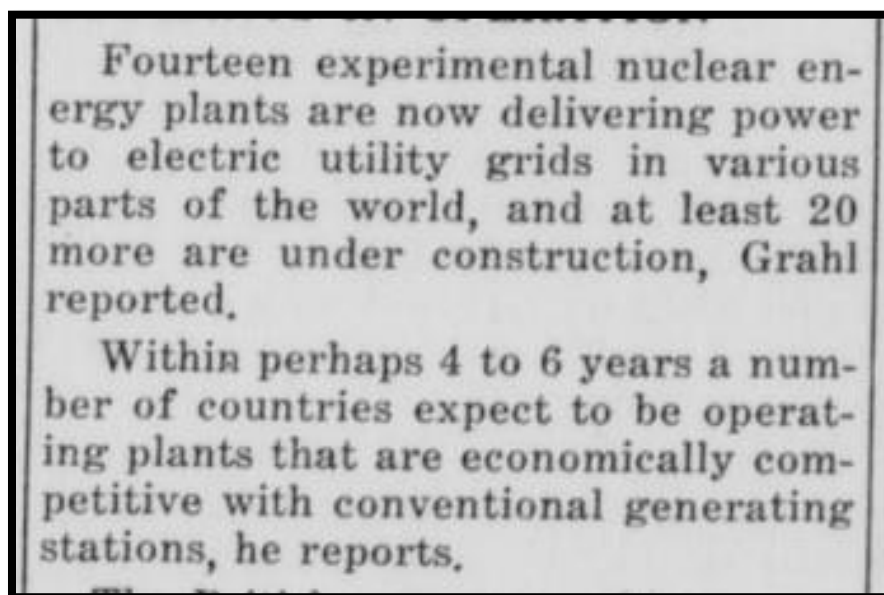 Fourteen experimental nuclear en-
ergy plants are now delivering power
to electric utility grids in various
parts of the world, and at least 20
more are under construction, Grahl
reported.
Within perhaps 4 to 6 years a num-
ber of countries expect to be operat-
ing plants that are economically com-
petitive with conventional generating
stations, he reports.